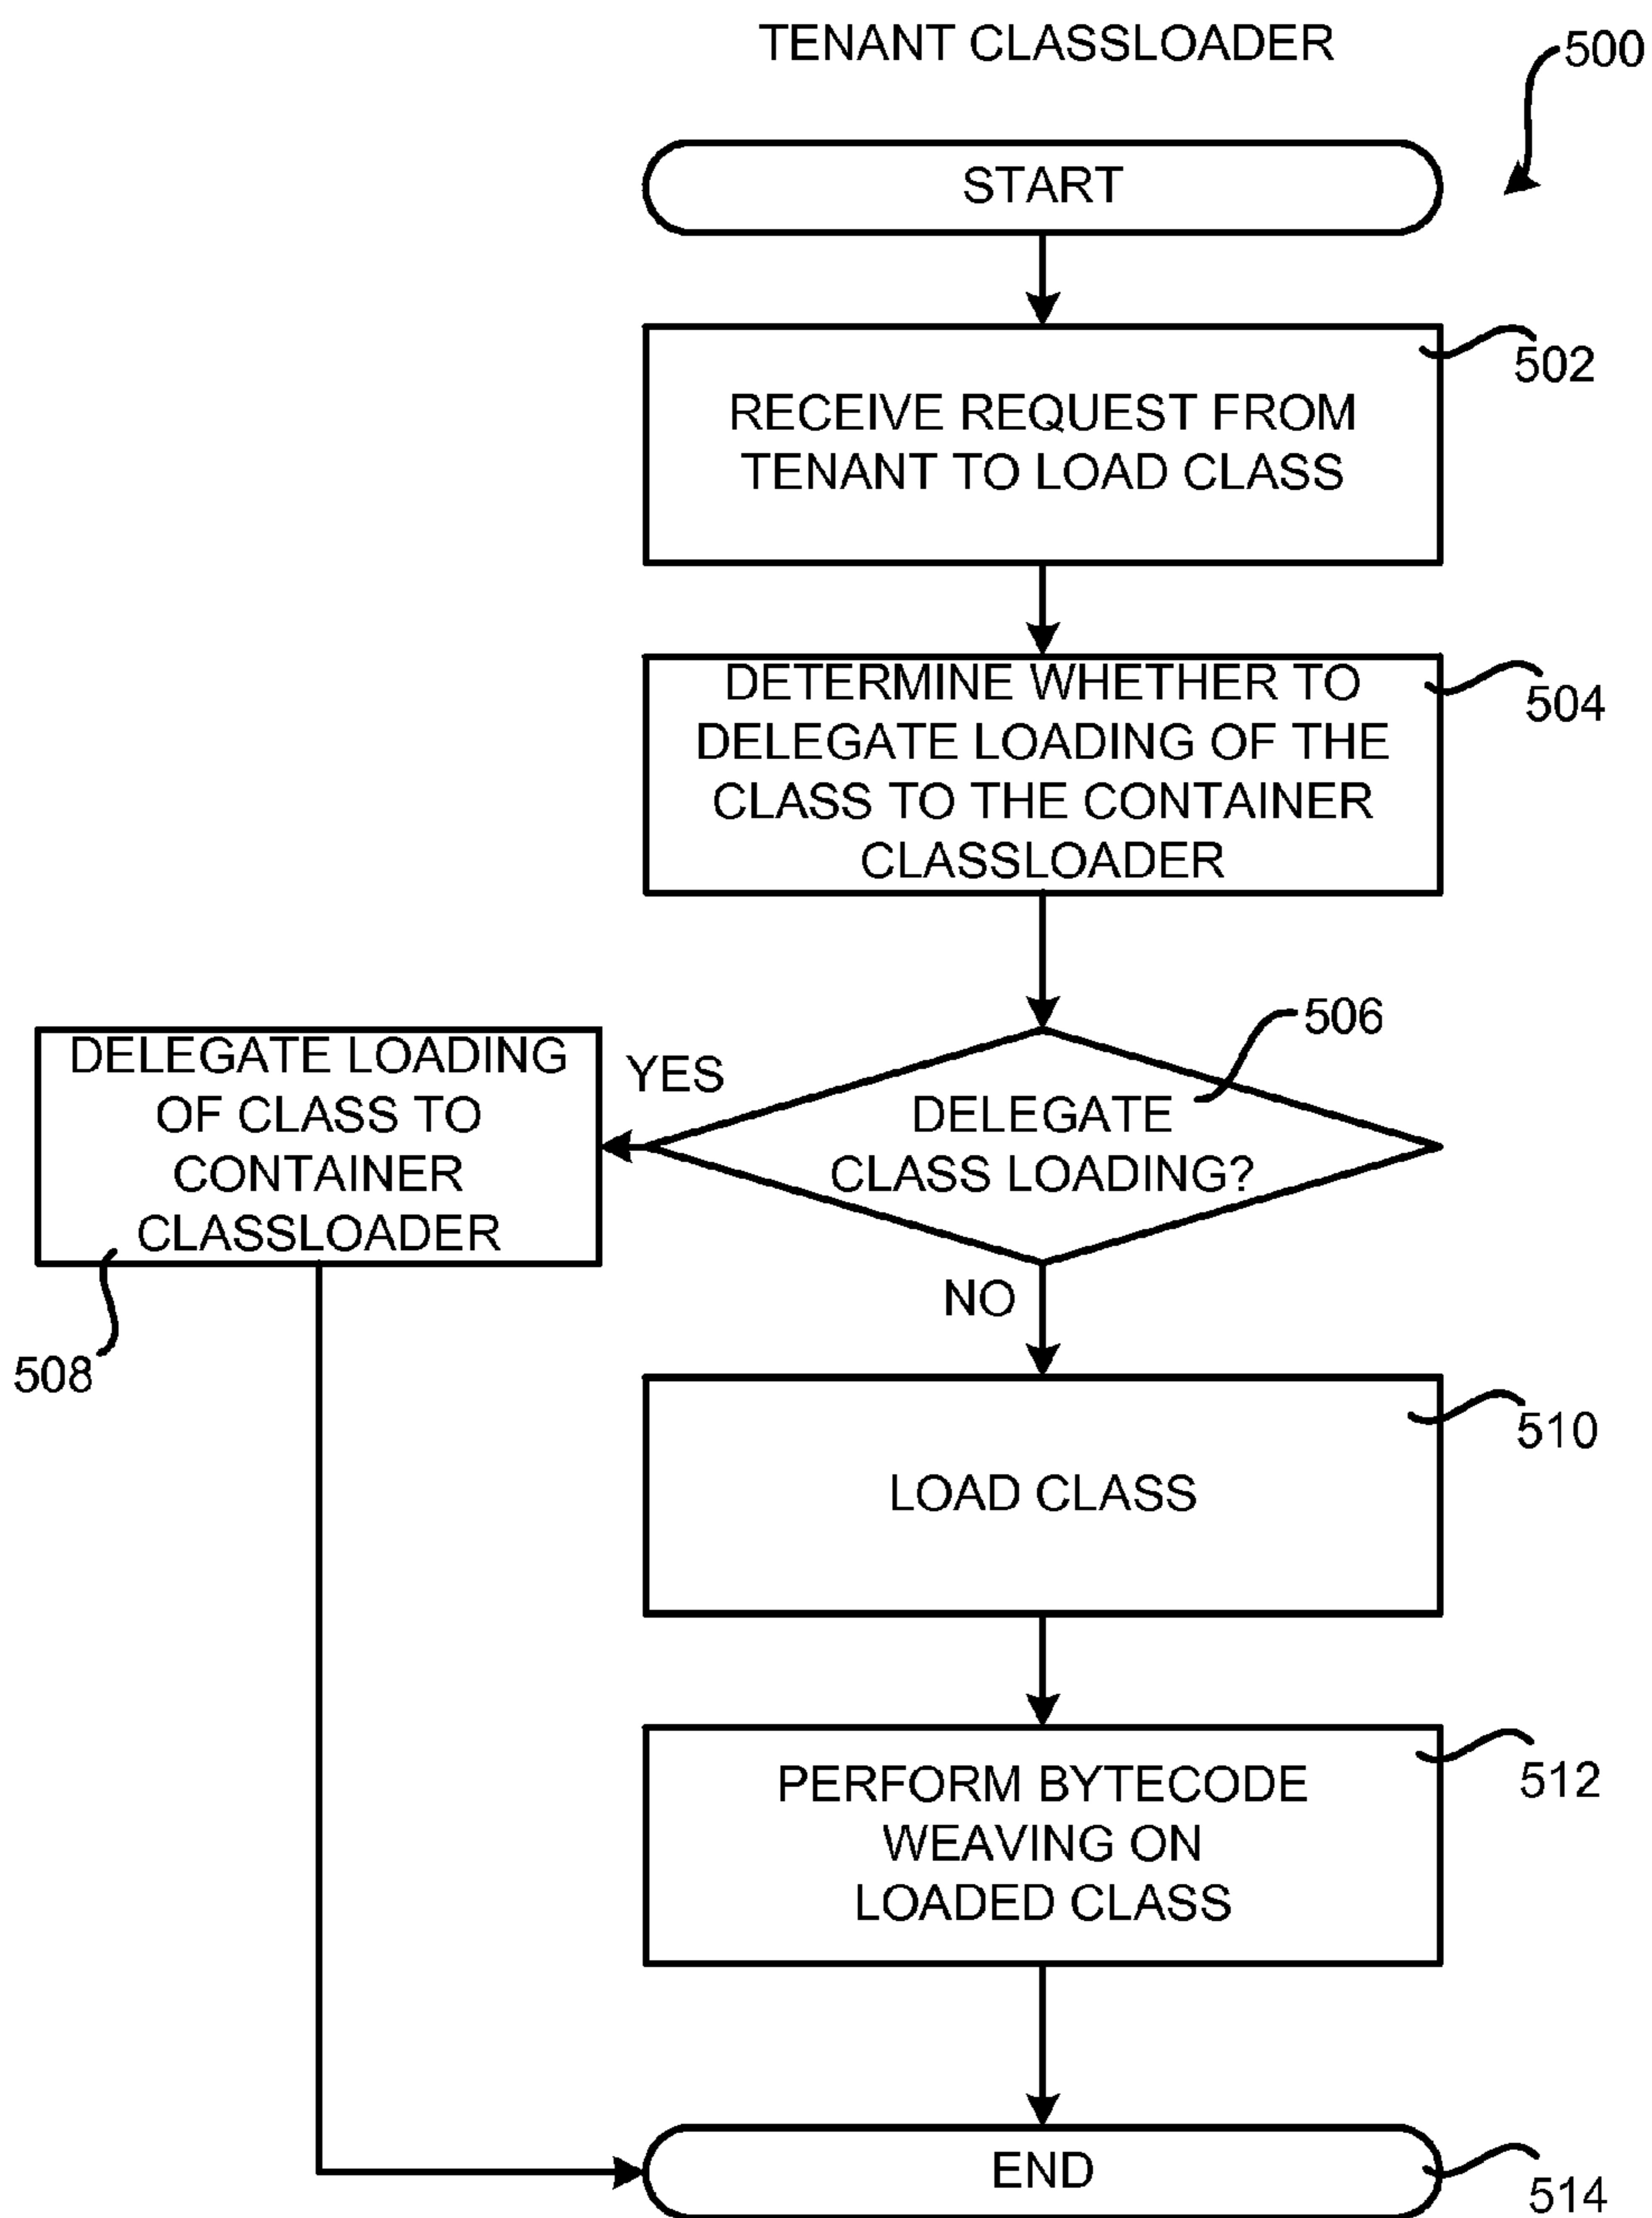 TENANT CLASSLOADER
500
START
502
RECEIVE REQUEST FROM
TENANT TO LOAD CLASS
504
DETERMINE WHETHER TO
DELEGATE LOADING OF THE
CLASS TO THE CONTAINER
CLASSLOADER
506
DELEGATE
CLASS LOADING?
YES
DELEGATE LOADING
OF CLASS TO
CONTAINER
CLASSLOADER
508
NO
510
LOAD CLASS
512
PERFORM BYTECODE
WEAVING ON
LOADED CLASS
END
514